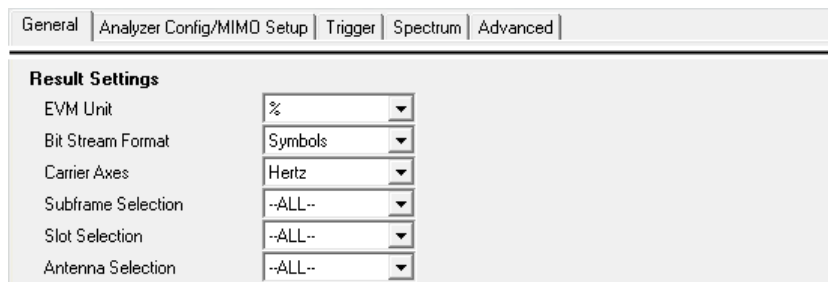 General Analyzer Config/MIMO Setup Trigger Spectrum Advanced
Result Settings
EVM Unit %
Bit Stream Format Symbols
Carrier Axes Hertz
Subframe Selection --ALL--
Slot Selection --ALL--
Antenna Selection --ALL--